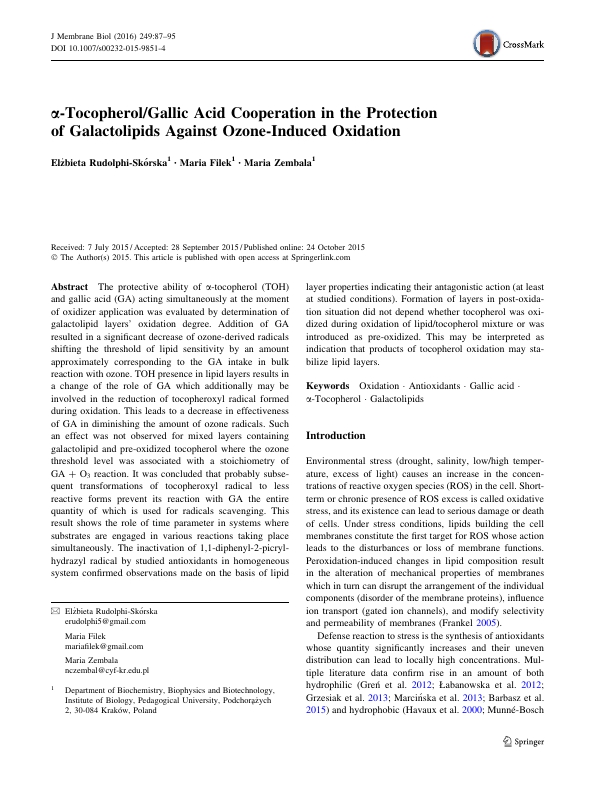 J Membrane Biol (2016) 249:87–95
DOI 10.1007/s00232-015-9851-4
CrossMark
α-Tocopherol/Gallic Acid Cooperation in the Protection
of Galactolipids Against Ozone-Induced Oxidation
Elżbieta Rudolphi-Skórska1 · Maria Filek1 · Maria Zembala1
Received: 7 July 2015 / Accepted: 28 September 2015 / Published online: 24 October 2015
© The Author(s) 2015. This article is published with open access at Springerlink.com
Abstract The protective ability of α-tocopherol (TOH)
and gallic acid (GA) acting simultaneously at the moment
of oxidizer application was evaluated by determination of
galactolipid layers' oxidation degree. Addition of GA
resulted in a significant decrease of ozone-derived radicals
shifting the threshold of lipid sensitivity by an amount
approximately corresponding to the GA intake in bulk
reaction with ozone. TOH presence in lipid layers results in
a change of the role of GA which additionally may be
involved in the reduction of tocopheroxyl radical formed
during oxidation. This leads to a decrease in effectiveness
of GA in diminishing the amount of ozone radicals. Such
an effect was not observed for mixed layers containing
galactolipid and pre-oxidized tocopherol where the ozone
threshold level was associated with a stoichiometry of
GA + O3 reaction. It was concluded that probably subse-
quent transformations of tocopheroxyl radical to less
reactive forms prevent its reaction with GA the entire
quantity of which is used for radicals scavenging. This
result shows the role of time parameter in systems where
substrates are engaged in various reactions taking place
simultaneously. The inactivation of 1,1-diphenyl-2-picryl-
hydrazyl radical by studied antioxidants in homogeneous
system confirmed observations made on the basis of lipid
layer properties indicating their antagonistic action (at least
at studied conditions). Formation of layers in post-oxida-
tion situation did not depend whether tocopherol was oxi-
dized during oxidation of lipid/tocopherol mixture or was
introduced as pre-oxidized. This may be interpreted as
indication that products of tocopherol oxidation may sta-
bilize lipid layers.
Keywords Oxidation · Antioxidants · Gallic acid ·
α-Tocopherol · Galactolipids
Introduction
Environmental stress (drought, salinity, low/high temper-
ature, excess of light) causes an increase in the concen-
trations of reactive oxygen species (ROS) in the cell. Short-
term or chronic presence of ROS excess is called oxidative
stress, and its existence can lead to serious damage or death
of cells. Under stress conditions, lipids building the cell
membranes constitute the first target for ROS whose action
leads to the disturbances or loss of membrane functions.
Peroxidation-induced changes in lipid composition result
in the alteration of mechanical properties of membranes
which in turn can disrupt the arrangement of the individual
components (disorder of the membrane proteins), influence
ion transport (gated ion channels), and modify selectivity
and permeability of membranes (Frankel 2005).
Defense reaction to stress is the synthesis of antioxidants
whose quantity significantly increases and their uneven
distribution can lead to locally high concentrations. Mul-
tiple literature data confirm rise in an amount of both
hydrophilic (Greń et al. 2012; Łabanowska et al. 2012;
Grzesiak et al. 2013; Marcińska et al. 2013; Barbasz et al.
2015) and hydrophobic (Havaux et al. 2000; Munné-Bosch
✉ Elżbieta Rudolphi-Skórska
erudolphi5@gmail.com
Maria Filek
mariafilek@gmail.com
Maria Zembala
nczembal@cyf-kr.edu.pl
1 Department of Biochemistry, Biophysics and Biotechnology,
Institute of Biology, Pedagogical University, Podchorążych
2, 30-084 Kraków, Poland
Springer